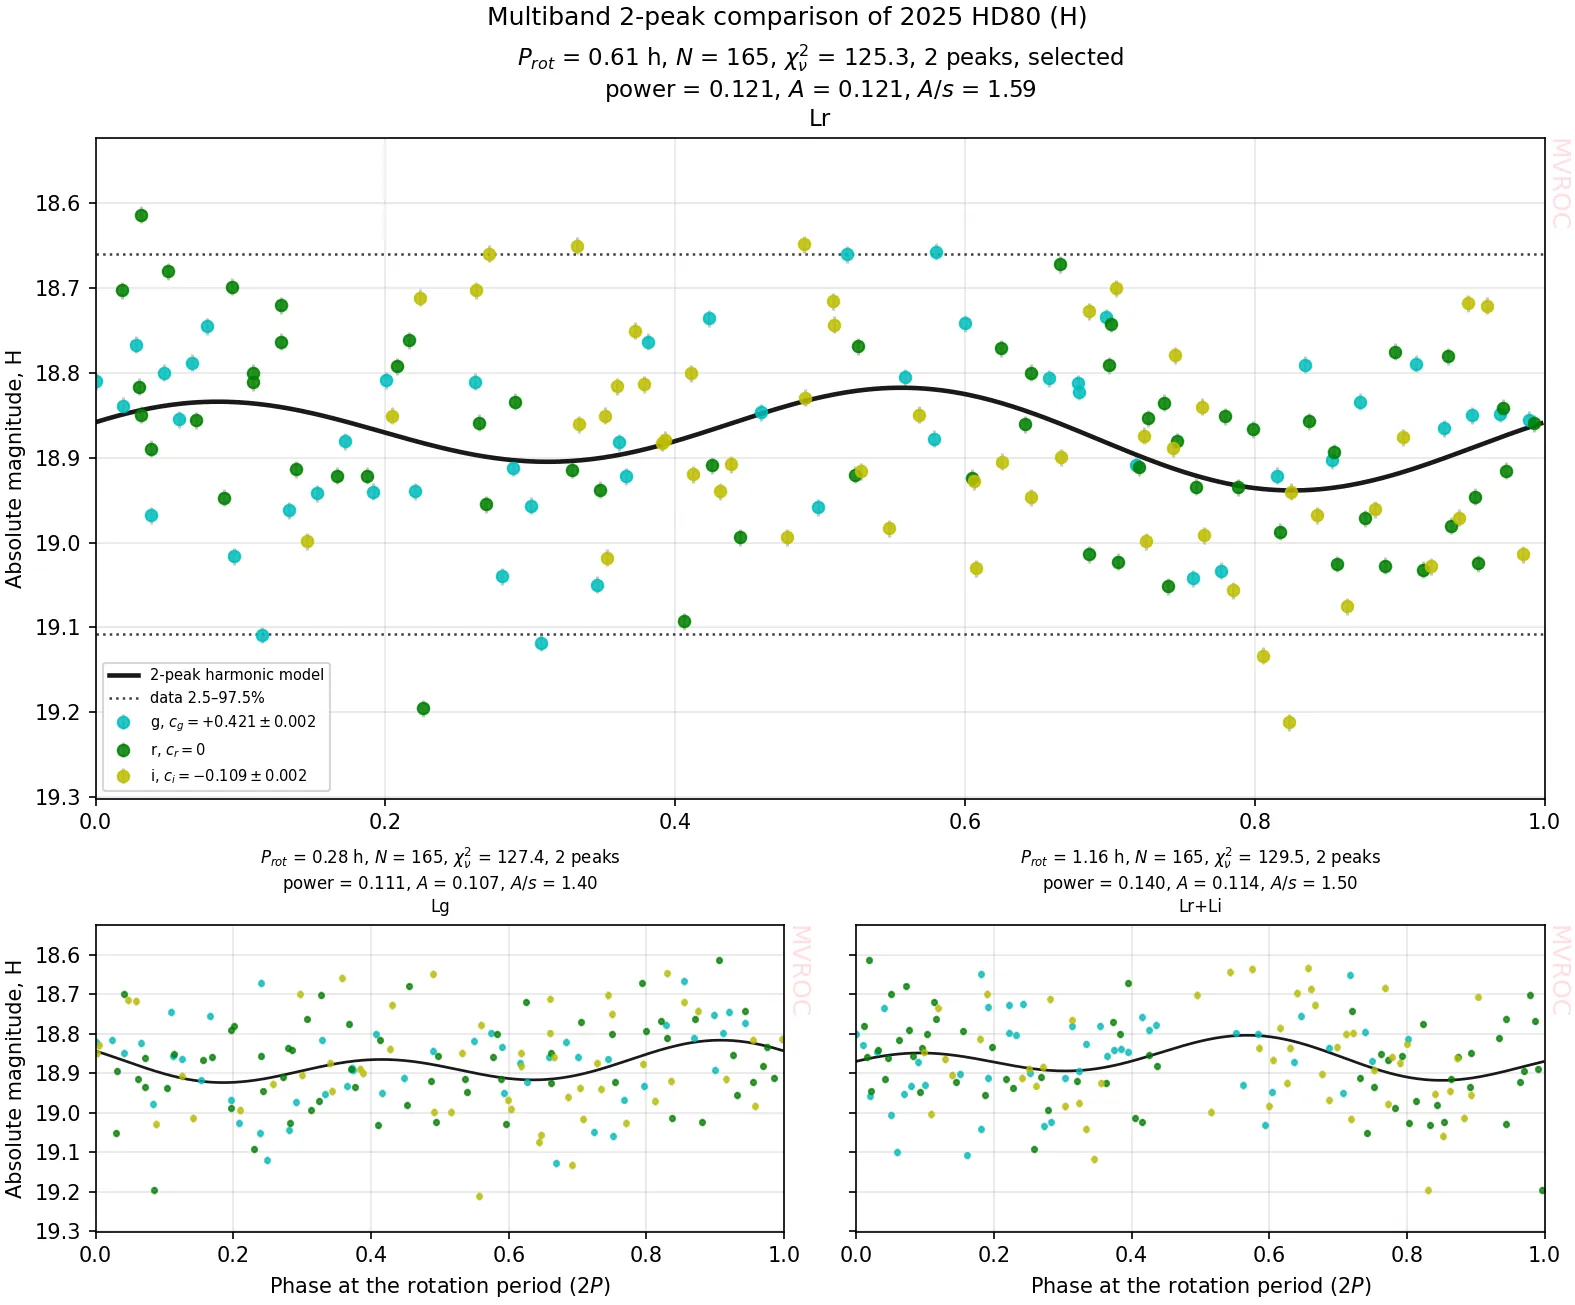 Multiband 2-peak comparison of 2025 HD80 (H)
P_rot = 0.61 h, N = 165, χ²_ν = 125.3, 2 peaks, selected
power = 0.121, A = 0.121, A/s = 1.59
Lr
MVROC
Absolute magnitude, H
18.6
18.7
18.8
18.9
19.0
19.1
19.2
19.3
2-peak harmonic model
data 2.5–97.5%
g, c_g = +0.421 ± 0.002
r, c_r = 0
i, c_i = −0.109 ± 0.002
0.0 0.2 0.4 0.6 0.8 1.0
P_rot = 0.28 h, N = 165, χ²_ν = 127.4, 2 peaks
power = 0.111, A = 0.107, A/s = 1.40
Lg
MVROC
Absolute magnitude, H
18.6
18.7
18.8
18.9
19.0
19.1
19.2
19.3
0.0 0.2 0.4 0.6 0.8 1.0
Phase at the rotation period (2P)
P_rot = 1.16 h, N = 165, χ²_ν = 129.5, 2 peaks
power = 0.140, A = 0.114, A/s = 1.50
Lr+Li
MVROC
0.0 0.2 0.4 0.6 0.8 1.0
Phase at the rotation period (2P)